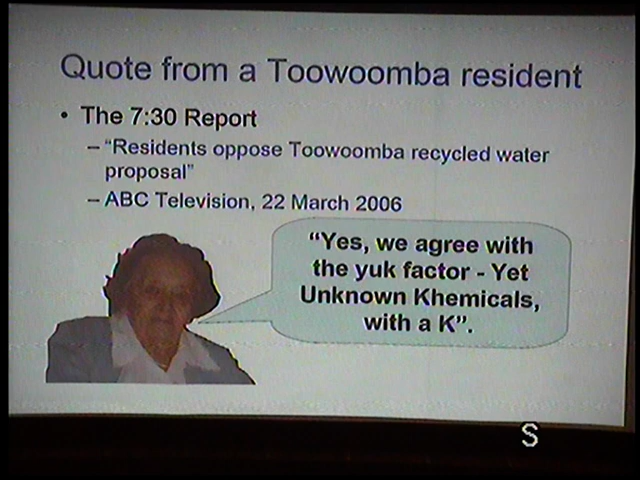 Quote from a Toowoomba resident
• The 7:30 Report
– “Residents oppose Toowoomba recycled water
proposal”
– ABC Television, 22 March 2006
“Yes, we agree with
the yuk factor - Yet
Unknown Khemicals,
with a K”.
S